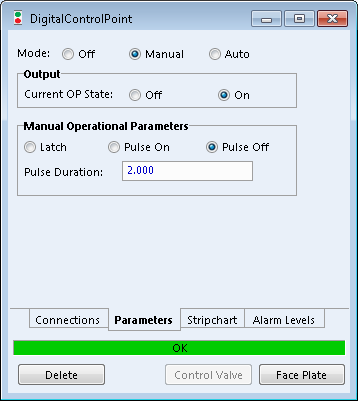 DigitalControlPoint
Mode: Off Manual Auto
Output
Current OP State: Off On
Manual Operational Parameters
Latch Pulse On Pulse Off
Pulse Duration: 2.000
Connections Parameters Stripchart Alarm Levels
OK
Delete Control Valve Face Plate